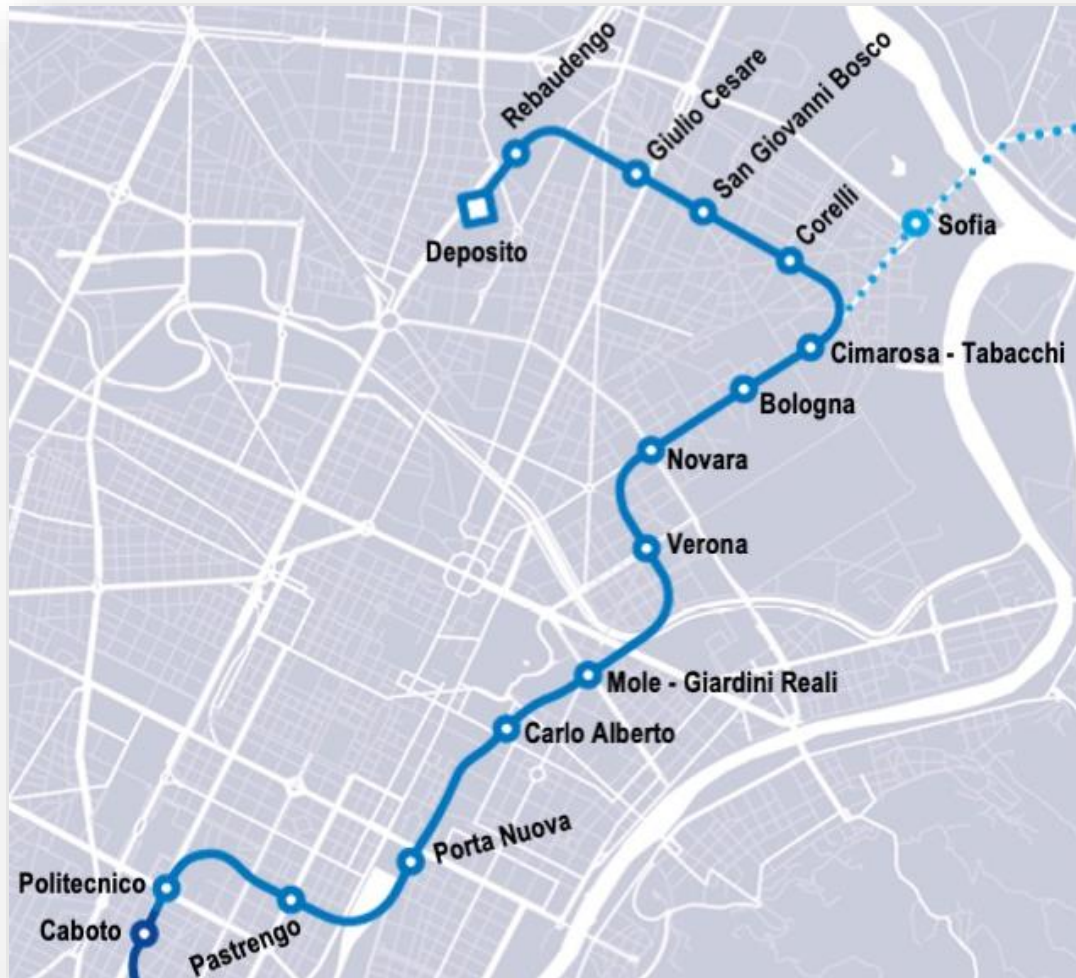 Rebaudengo
Giulio Cesare
San Giovanni Bosco
Corelli
Sofia
Deposito
Cimarosa - Tabacchi
Bologna
Novara
Verona
Mole - Giardini Reali
Carlo Alberto
Porta Nuova
Politecnico
Pastrengo
Caboto